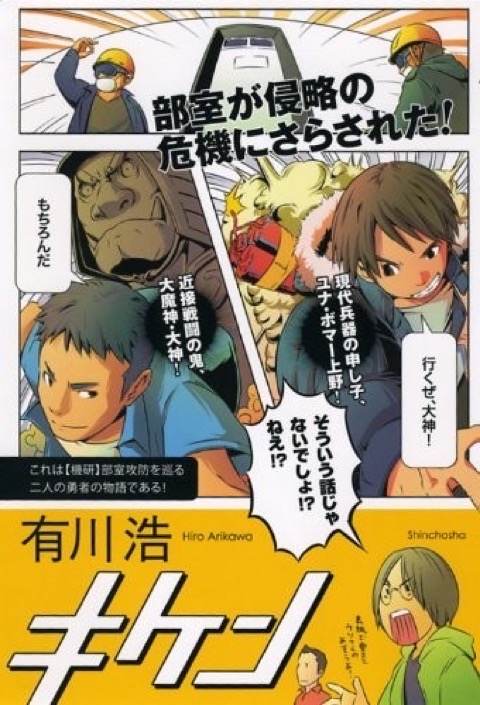 部室が侵略の
危機にさらされた!
もちろんだ
近接戦闘の鬼、
大魔神・大神!
現代兵器の申し子、
ユナ・ボマー上野!
行くぜ、大神!
そういう話じゃ
ないでしょ!?
ねえ!?
これは【機研】部室攻防を巡る
二人の勇者の物語である!
有川 浩
Hiro Arikawa
Shinchosha
キケン